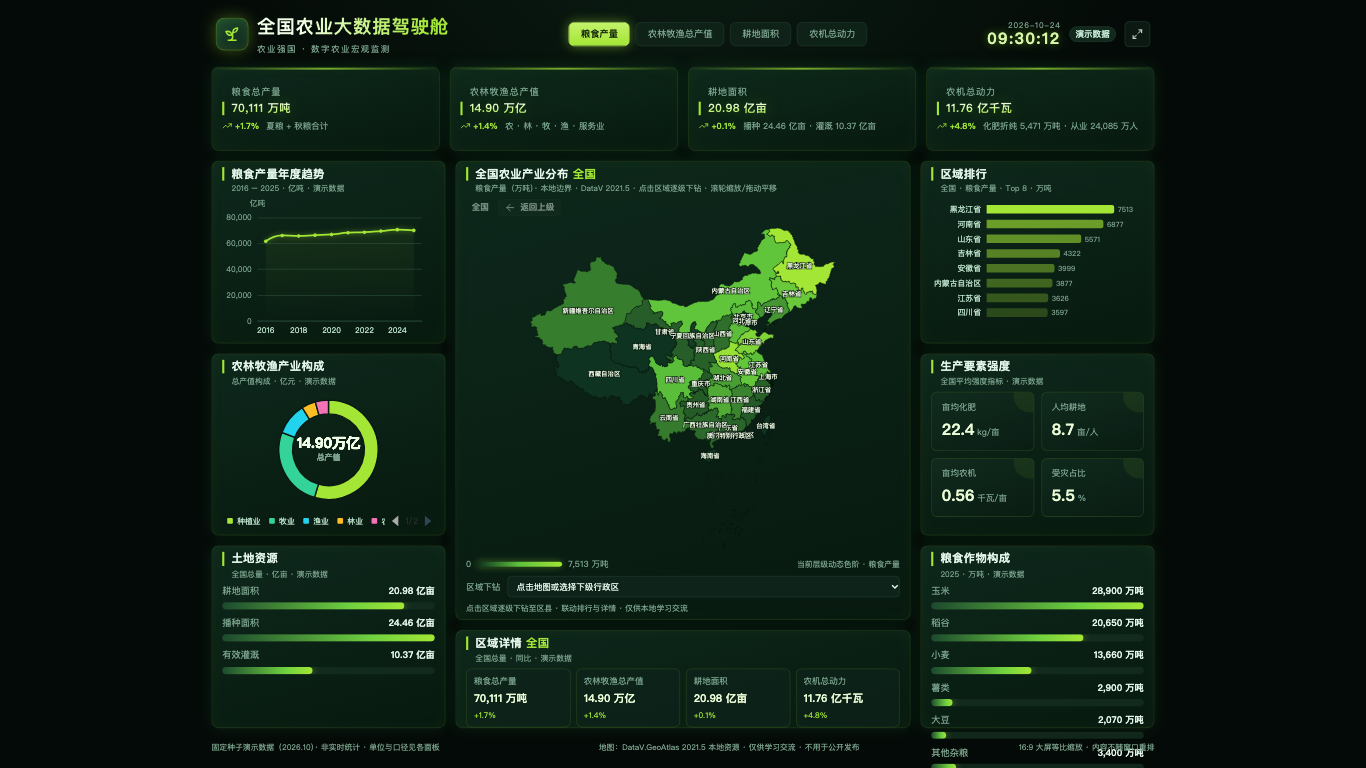 全国农业大数据驾驶舱
农业强国 · 数字农业宏观监测
粮食产量
农林牧渔总产值
耕地面积
农机总动力
2026-10-24
09:30:12
演示数据
粮食总产量
70,111 万吨
+1.7% 夏粮 + 秋粮合计
农林牧渔总产值
14.90 万亿
+1.4% 农 · 林 · 牧 · 渔 · 服务业
耕地面积
20.98 亿亩
+0.1% 播种 24.46 亿亩 · 灌溉 10.37 亿亩
农机总动力
11.76 亿千瓦
+4.8% 化肥折纯 5,471 万吨 · 从业 24,085 万人
粮食产量年度趋势
2016 — 2025 · 亿吨 · 演示数据
亿吨
80,000
60,000
40,000
20,000
0
2016 2018 2020 2022 2024
农林牧渔产业构成
总产值构成 · 亿元 · 演示数据
14.90万亿
总产值
种植业 牧业 渔业 林业
1/2
土地资源
全国总量 · 亿亩 · 演示数据
耕地面积 20.98 亿亩
播种面积 24.46 亿亩
有效灌溉 10.37 亿亩
全国农业产业分布 全国
粮食产量 (万吨) · 本地边界 · DataV 2021.5 · 点击区域逐级下钻 · 滚轮缩放/拖动平移
全国 ← 返回上级
黑龙江省
内蒙古自治区
吉林省
新疆维吾尔自治区
辽宁省
甘肃省
宁夏回族自治区
山西省
山东省
青海省
陕西省
河南省
江苏省
西藏自治区
四川省
湖北省
安徽省
上海市
重庆市
浙江省
贵州省
湖南省
江西省
福建省
云南省
广西壮族自治区
台湾省
澳门特别行政区
海南省
0 7,513 万吨
当前层级动态色阶 · 粮食产量
区域下钻 点击地图或选择下级行政区
点击区域逐级下钻至区县 · 联动排行与详情 · 仅供本地学习交流
区域详情 全国
全国总量 · 同比 · 演示数据
粮食总产量
70,111 万吨
+1.7%
农林牧渔总产值
14.90 万亿
+1.4%
耕地面积
20.98 亿亩
+0.1%
农机总动力
11.76 亿千瓦
+4.8%
区域排行
全国 · 粮食产量 · Top 8 · 万吨
黑龙江省 7513
河南省 6877
山东省 5571
吉林省 4322
安徽省 3999
内蒙古自治区 3877
江苏省 3626
四川省 3597
生产要素强度
全国平均强度指标 · 演示数据
亩均化肥
22.4 kg/亩
人均耕地
8.7 亩/人
亩均农机
0.56 千瓦/亩
受灾占比
5.5 %
粮食作物构成
2025 · 万吨 · 演示数据
玉米 28,900 万吨
稻谷 20,650 万吨
小麦 13,660 万吨
薯类 2,900 万吨
大豆 2,070 万吨
其他杂粮 3,400 万吨
固定种子演示数据 (2026.10) · 非实时统计 · 单位与口径见各面板
地图：DataV.GeoAtlas 2021.5 本地资源 · 仅供学习交流 · 不用于公开发布
16:9 大屏等比缩放 · 内容不随窗口重排